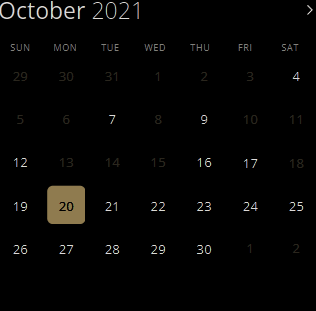 October 2021
SUN MON TUE WED THU FRI SAT
29 30 31 1 2 3 4
5 6 7 8 9 10 11
12 13 14 15 16 17 18
19 20 21 22 23 24 25
26 27 28 29 30 1 2